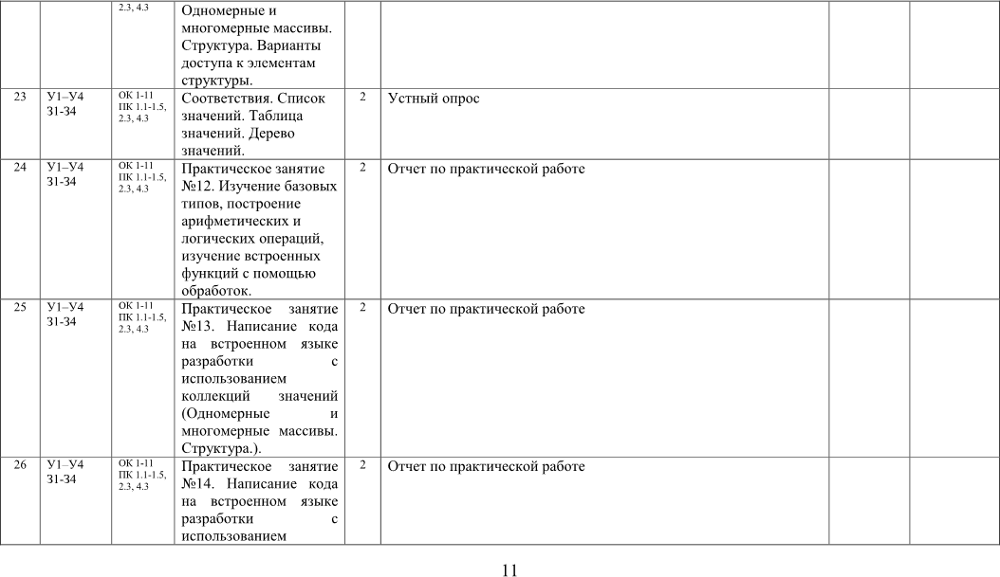 2.3, 4.3
Одномерные и
многомерные массивы.
Структура. Варианты
доступа к элементам
структуры.
23
У1–У4
З1-З4
ОК 1-11
ПК 1.1-1.5,
2.3, 4.3
Соответствия. Список
значений. Таблица
значений. Дерево
значений.
2
Устный опрос
24
У1–У4
З1-З4
ОК 1-11
ПК 1.1-1.5,
2.3, 4.3
Практическое занятие
№12. Изучение базовых
типов, построение
арифметических и
логических операций,
изучение встроенных
функций с помощью
обработок.
2
Отчет по практической работе
25
У1–У4
З1-З4
ОК 1-11
ПК 1.1-1.5,
2.3, 4.3
Практическое занятие
№13. Написание кода
на встроенном языке
разработки с
использованием
коллекций значений
(Одномерные и
многомерные массивы.
Структура.).
2
Отчет по практической работе
26
У1–У4
З1-З4
ОК 1-11
ПК 1.1-1.5,
2.3, 4.3
Практическое занятие
№14. Написание кода
на встроенном языке
разработки с
использованием
2
Отчет по практической работе
11